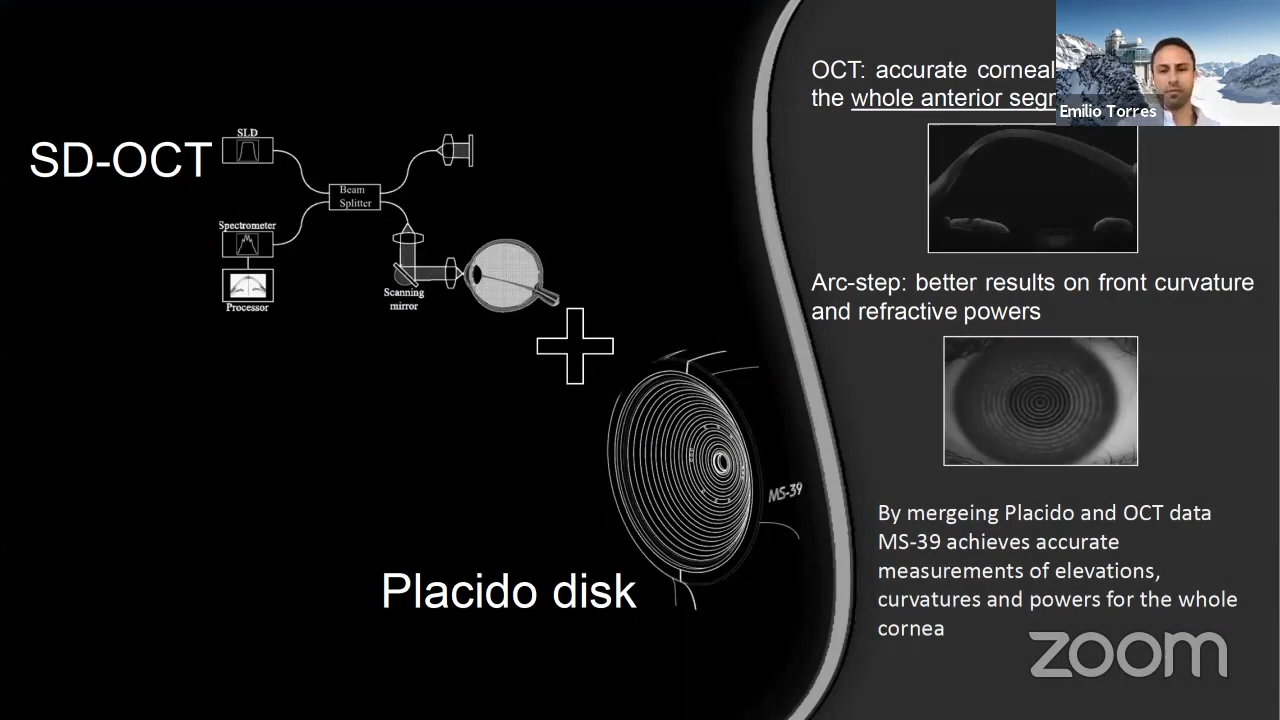 SD-OCT
SLD
Beam
Splitter
Spectrometer
Processor
Scanning
mirror
MS-39
Placido disk
OCT: accurate corneal
the whole anterior
Emilio Torres
Arc-step: better results on front curvature
and refractive powers
By mergeing Placido and OCT data
MS-39 achieves accurate
measurements of elevations,
curvatures and powers for the whole
cornea
zoom